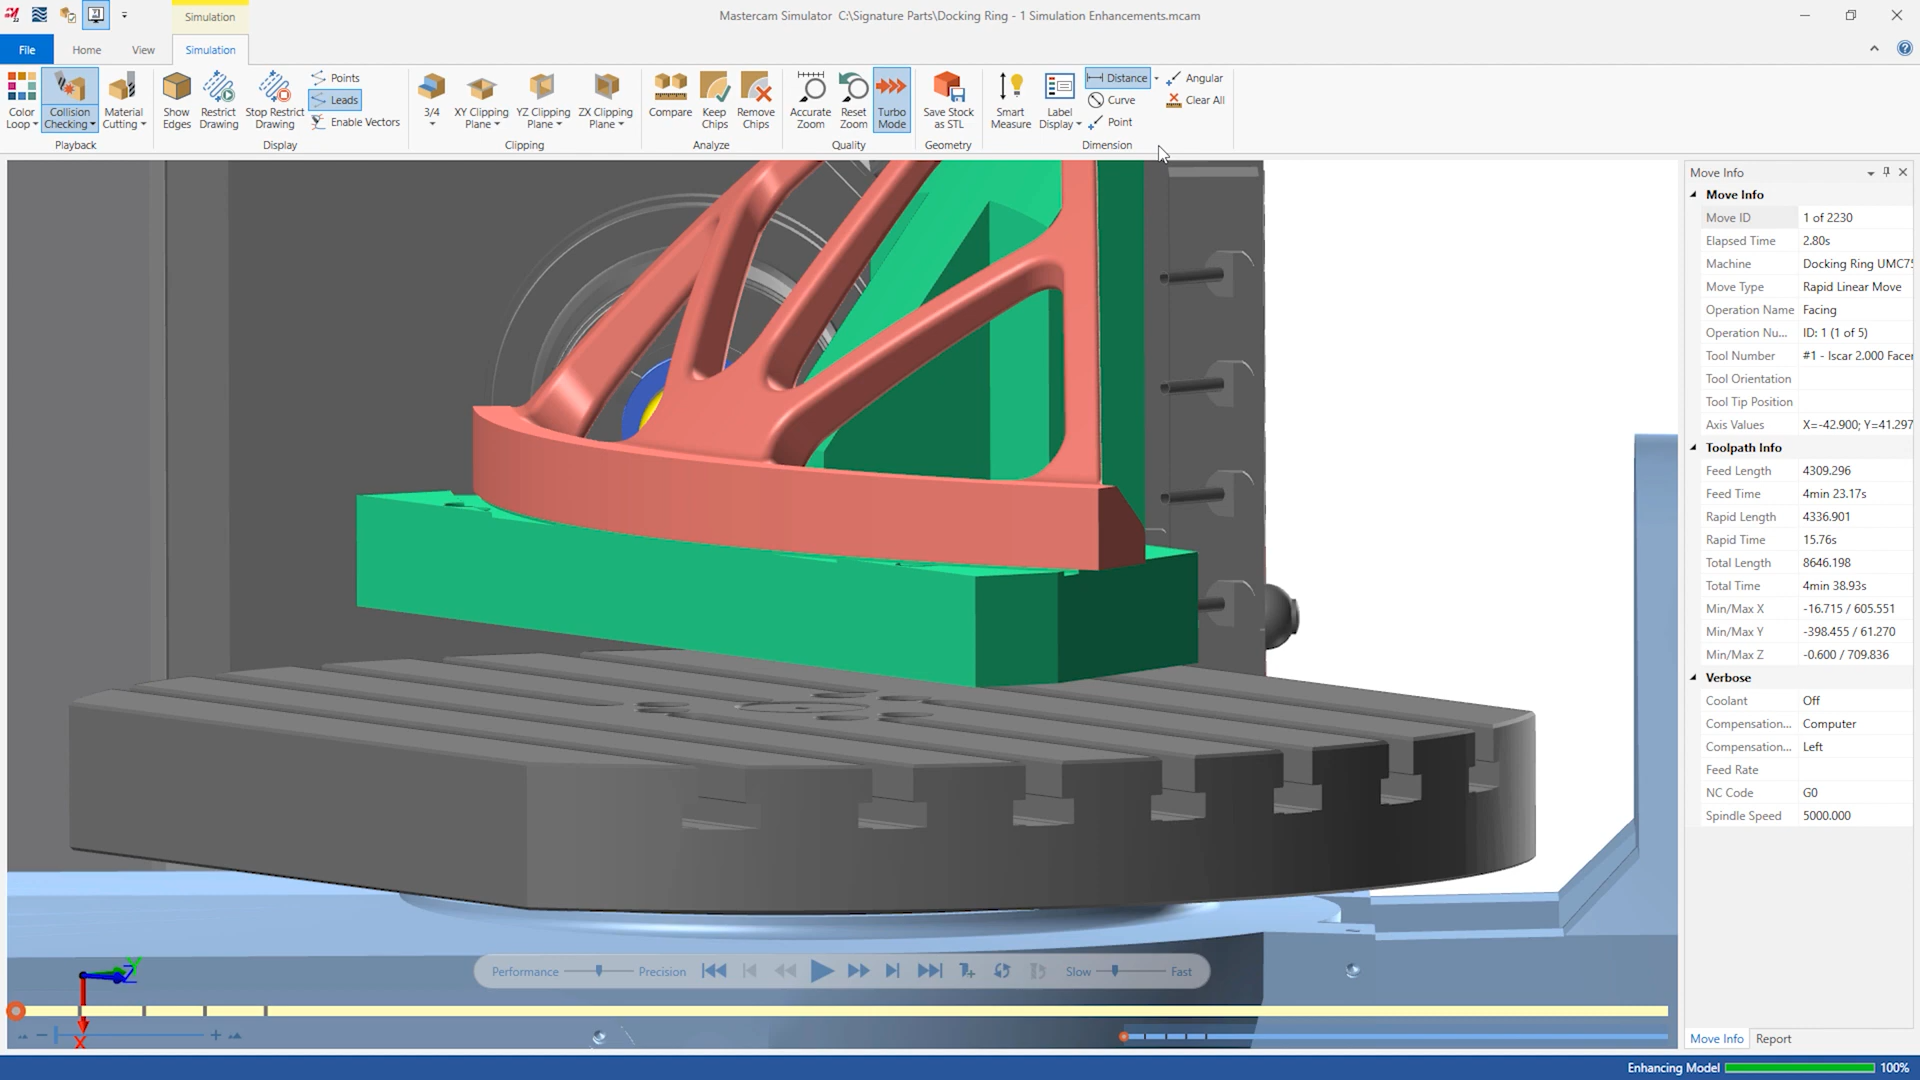 Simulation
Mastercam Simulator C:\Signature Parts\Docking Ring - 1 Simulation Enhancements.mcam
File
Home
View
Simulation
Color Loop
Collision Checking
Material Cutting
Playback
Show Edges
Restrict Drawing
Stop Restrict Drawing
Points
Leads
Enable Vectors
Display
3/4
XY Clipping Plane
YZ Clipping Plane
ZX Clipping Plane
Clipping
Compare
Keep Chips
Remove Chips
Analyze
Accurate Zoom
Reset Zoom
Turbo Mode
Quality
Save Stock as STL
Geometry
Smart Measure
Label Display
Distance
Curve
Point
Angular
Clear All
Dimension
Move Info
Move Info
Move ID 1 of 2230
Elapsed Time 2.80s
Machine Docking Ring UMC75
Move Type Rapid Linear Move
Operation Name Facing
Operation Nu... ID: 1 (1 of 5)
Tool Number #1 - Iscar 2.000 Facer
Tool Orientation
Tool Tip Position
Axis Values X=-42.900; Y=41.297
Toolpath Info
Feed Length 4309.296
Feed Time 4min 23.17s
Rapid Length 4336.901
Rapid Time 15.76s
Total Length 8646.198
Total Time 4min 38.93s
Min/Max X -16.715 / 605.551
Min/Max Y -398.455 / 61.270
Min/Max Z -0.600 / 709.836
Verbose
Coolant Off
Compensation... Computer
Compensation... Left
Feed Rate
NC Code G0
Spindle Speed 5000.000
Move Info
Report
Y
Z
X
Performance
Precision
Slow
Fast
Enhancing Model 100%